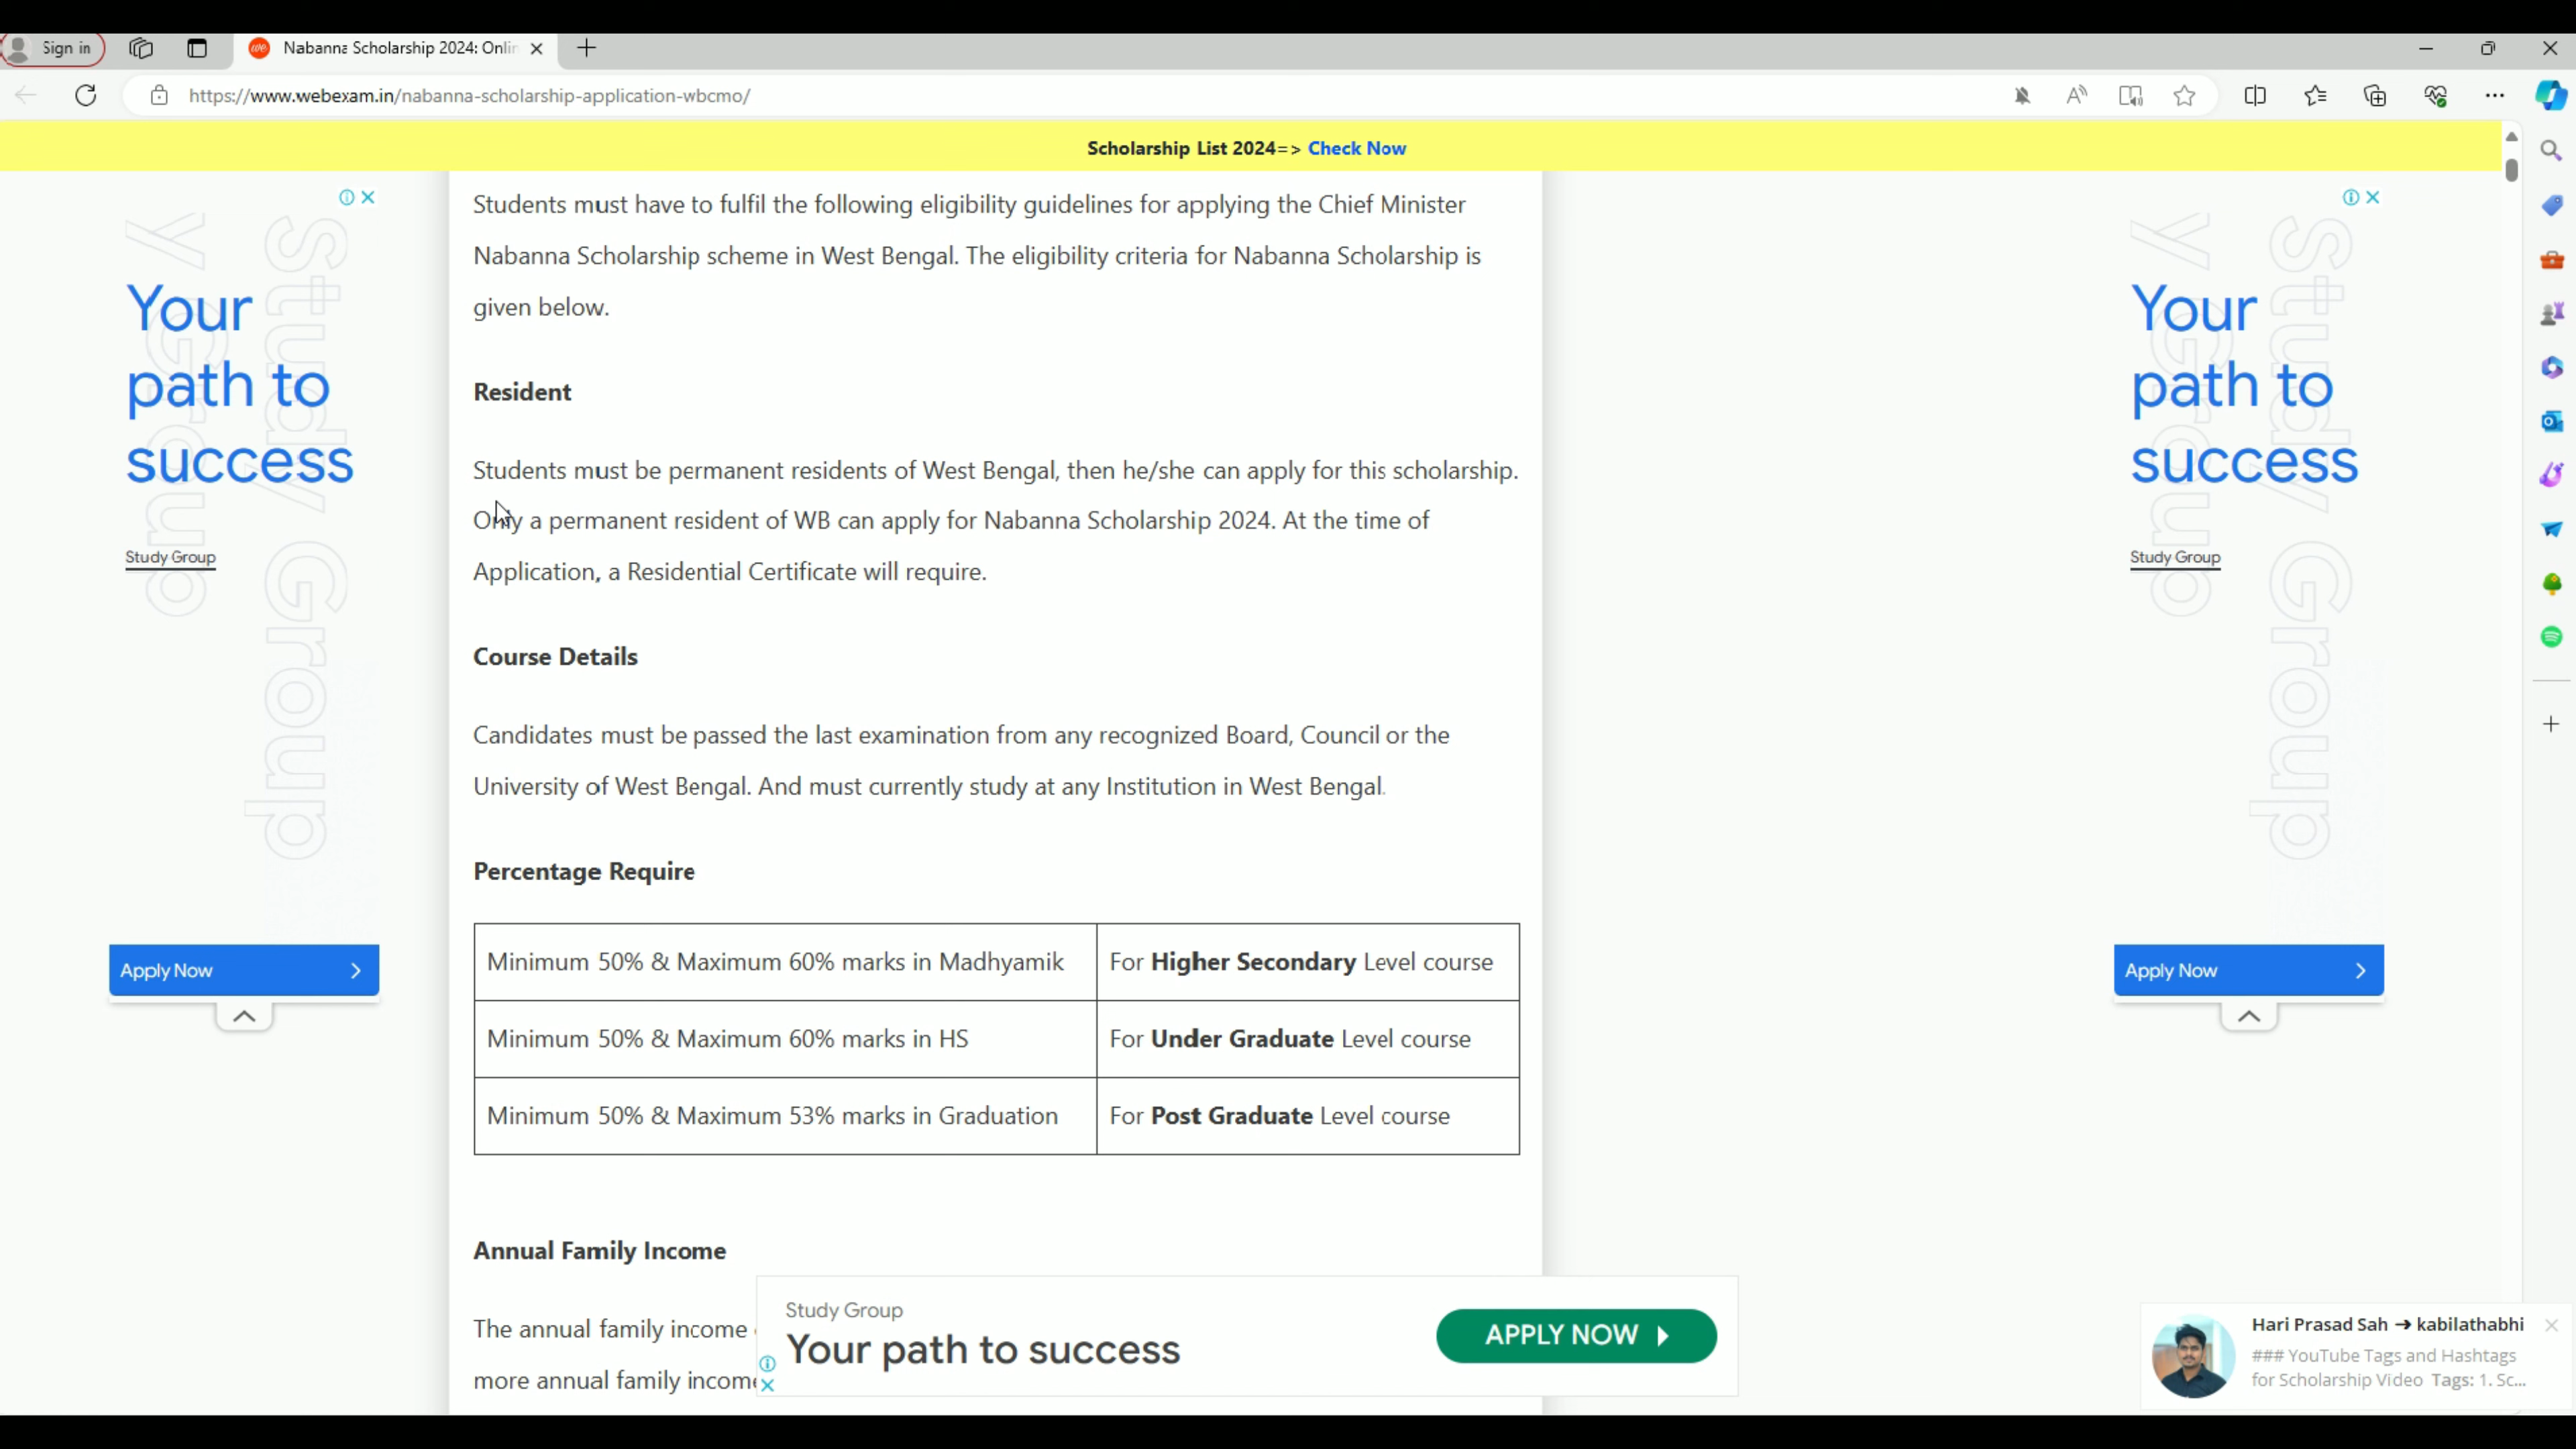 Sign in
Nabanna Scholarship 2024: Onlin
https://www.webexam.in/nabanna-scholarship-application-wbcmo/
Scholarship List 2024=> Check Now
Students must have to fulfil the following eligibility guidelines for applying the Chief Minister
Nabanna Scholarship scheme in West Bengal. The eligibility criteria for Nabanna Scholarship is
given below.
Resident
Students must be permanent residents of West Bengal, then he/she can apply for this scholarship.
Only a permanent resident of WB can apply for Nabanna Scholarship 2024. At the time of
Application, a Residential Certificate will require.
Course Details
Candidates must be passed the last examination from any recognized Board, Council or the
University of West Bengal. And must currently study at any Institution in West Bengal.
Percentage Require
Minimum 50% & Maximum 60% marks in Madhyamik For Higher Secondary Level course
Minimum 50% & Maximum 60% marks in HS For Under Graduate Level course
Minimum 50% & Maximum 53% marks in Graduation For Post Graduate Level course
Annual Family Income
The annual family income
more annual family income
Study Group
Your
path to
success
Study Group
Apply Now
Study Group
Your
path to
success
Study Group
Apply Now
Study Group
Your path to success
APPLY NOW
Hari Prasad Sah ➔ kabilathabhi
### YouTube Tags and Hashtags
for Scholarship Video Tags: 1. Sc...